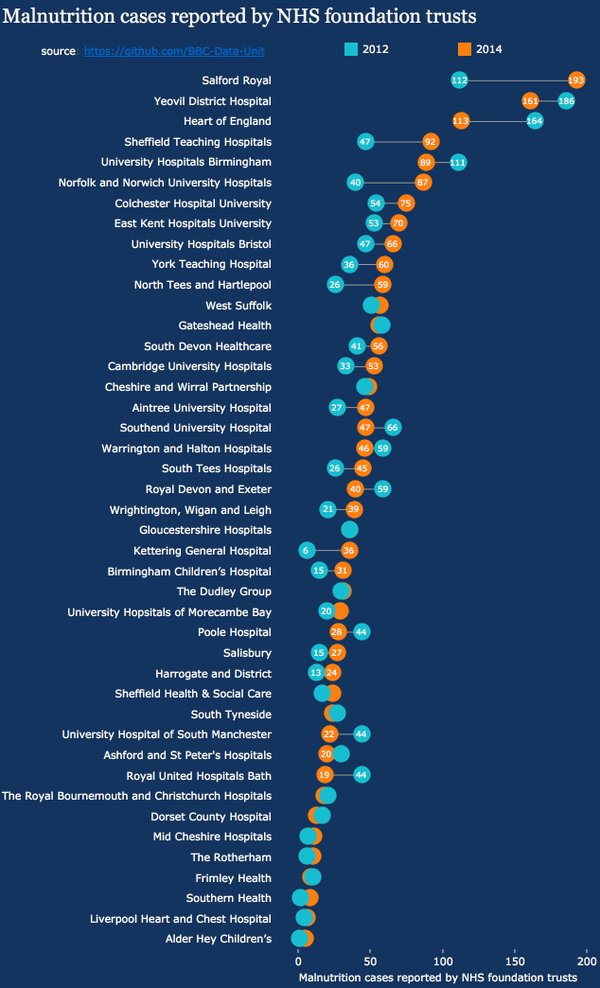 Malnutrition cases reported by NHS foundation trusts
source: https://github.com/BBC-Data-Unit 2012 2014
Salford Royal 112 193
Yeovil District Hospital 161 186
Heart of England 113 164
Sheffield Teaching Hospitals 47 92
University Hospitals Birmingham 89 111
Norfolk and Norwich University Hospitals 40 87
Colchester Hospital University 54 75
East Kent Hospitals University 53 70
University Hospitals Bristol 47 66
York Teaching Hospital 36 60
North Tees and Hartlepool 26 59
West Suffolk
Gateshead Health
South Devon Healthcare 41 56
Cambridge University Hospitals 33 53
Cheshire and Wirral Partnership
Aintree University Hospital 27 47
Southend University Hospital 47 66
Warrington and Halton Hospitals 46 59
South Tees Hospitals 26 45
Royal Devon and Exeter 40 59
Wrightington, Wigan and Leigh 21 39
Gloucestershire Hospitals
Kettering General Hospital 6 36
Birmingham Children's Hospital 15 31
The Dudley Group
University Hopsitals of Morecambe Bay 20
Poole Hospital 28 44
Salisbury 15 27
Harrogate and District 13 24
Sheffield Health & Social Care
South Tyneside
University Hospital of South Manchester 22 44
Ashford and St Peter's Hospitals 20
Royal United Hospitals Bath 19 44
The Royal Bournemouth and Christchurch Hospitals
Dorset County Hospital
Mid Cheshire Hospitals
The Rotherham
Frimley Health
Southern Health
Liverpool Heart and Chest Hospital
Alder Hey Children's
0 50 100 150 200
Malnutrition cases reported by NHS foundation trusts